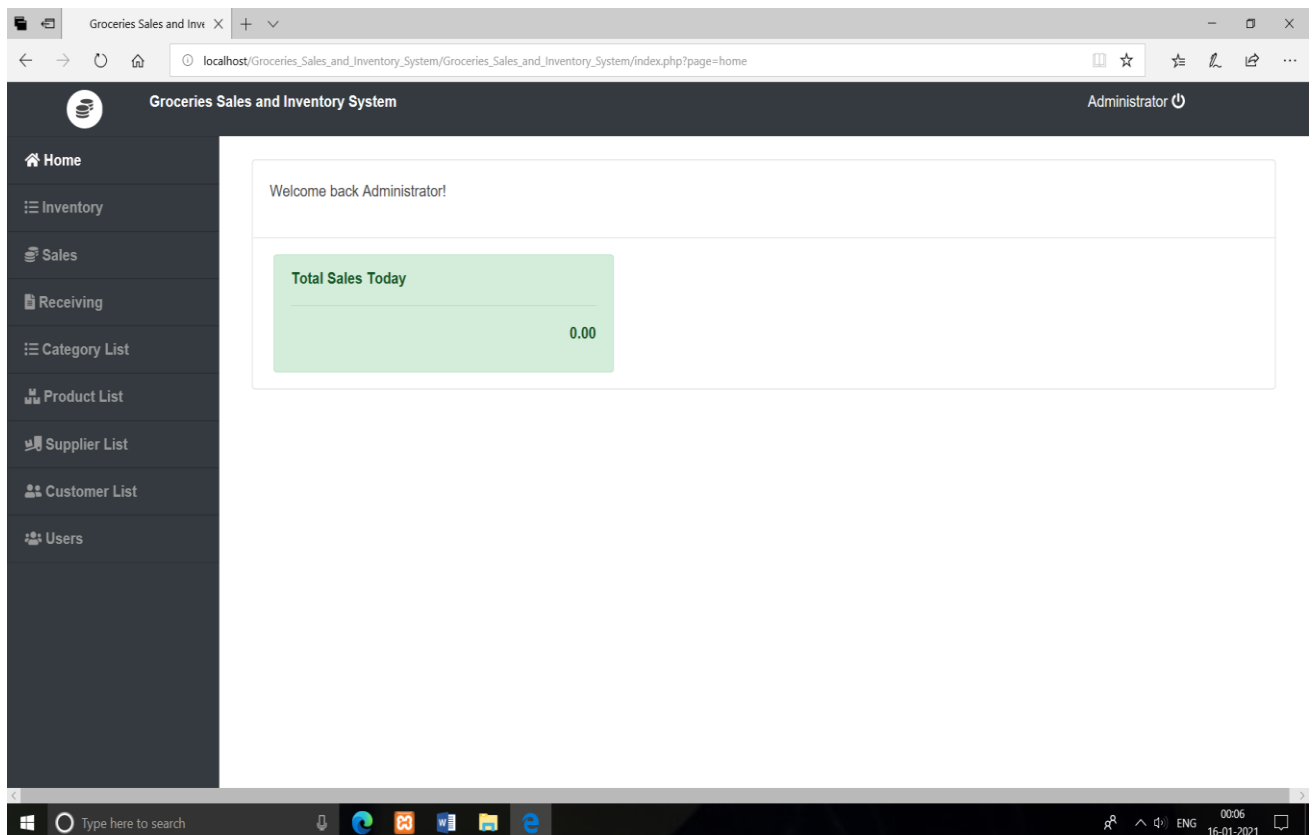 Groceries Sales and Inve
localhost/Groceries_Sales_and_Inventory_System/Groceries_Sales_and_Inventory_System/index.php?page=home
Groceries Sales and Inventory System
Administrator
Home
Inventory
Sales
Receiving
Category List
Product List
Supplier List
Customer List
Users
Welcome back Administrator!
Total Sales Today
0.00
Type here to search
ENG
00:06
16-01-2021